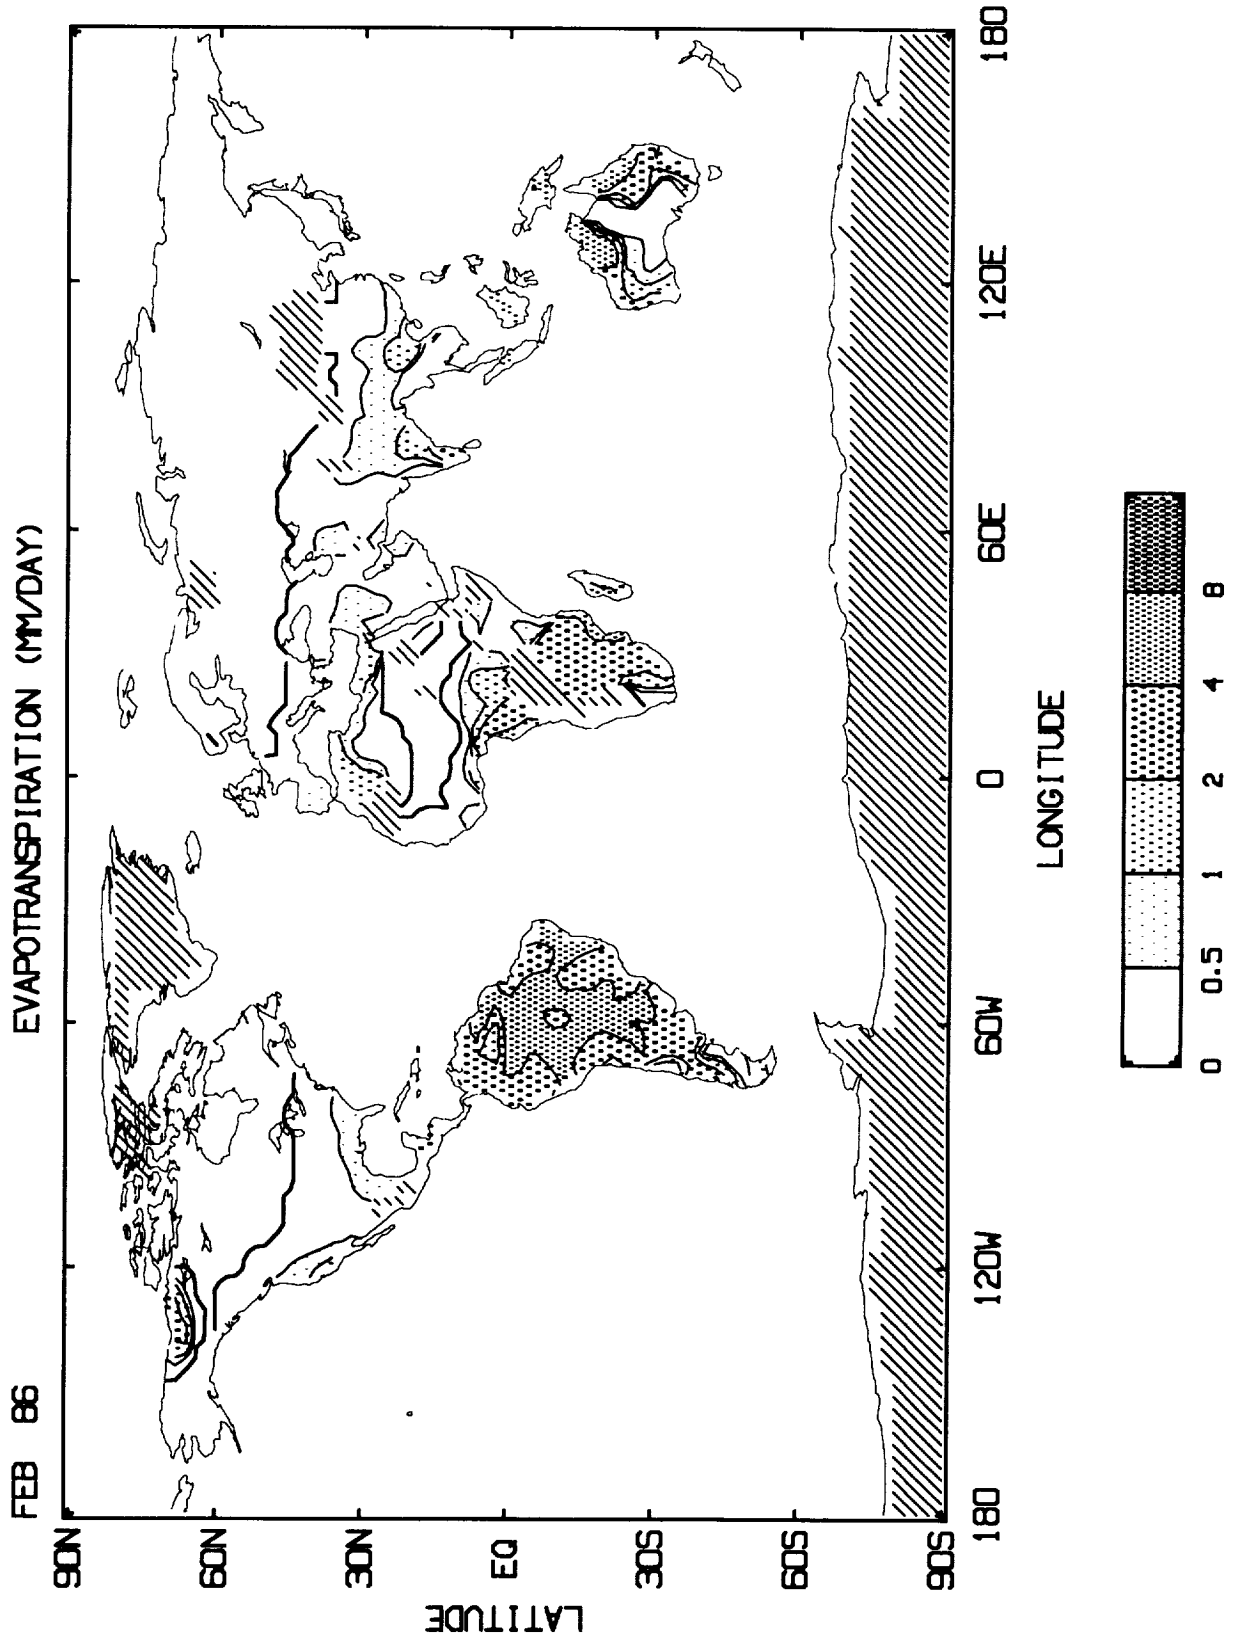 FEB 86 EVAPOTRANSPIRATION (MM/DAY)
90N
60N
30N
EQ
30S
60S
90S
LATITUDE
180 120W 60W 0 60E 120E 180
LONGITUDE
0 0.5 1 2 4 8